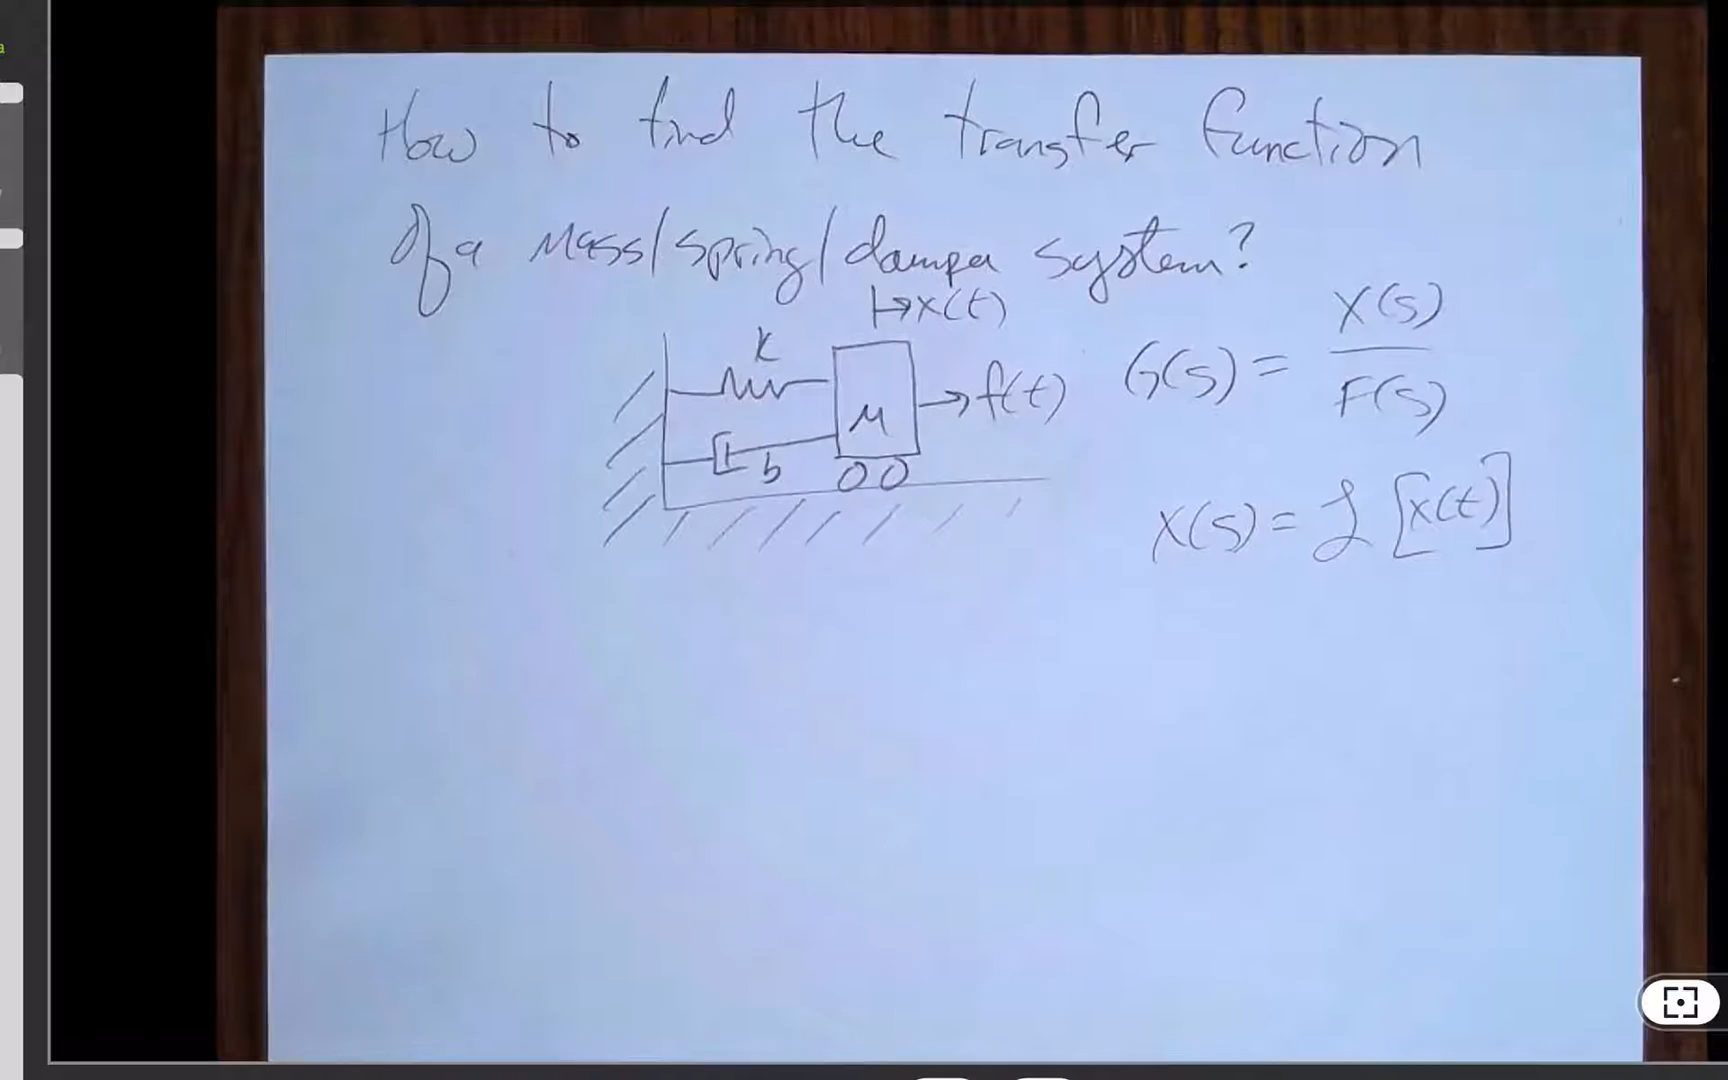 How to find the transfer function
of a Mass/spring/damper system?
x(t)
K
M
f(t)
b
G(s) = X(s) / F(s)
X(s) = ℒ [x(t)]